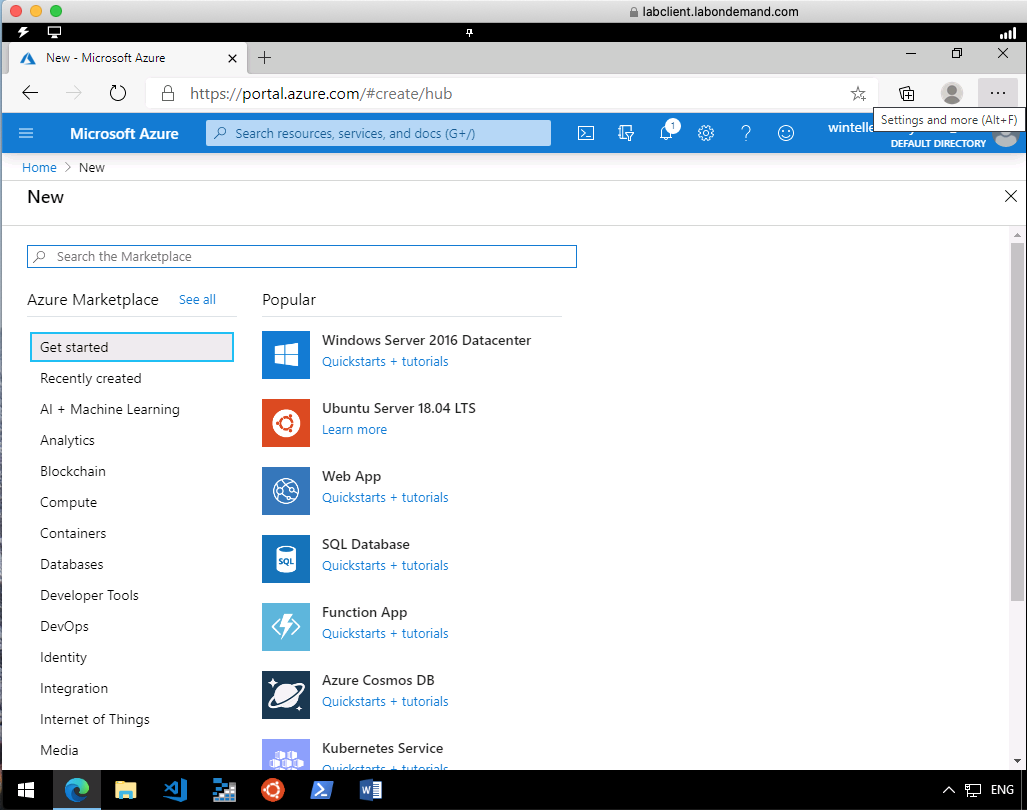 labclient.labondemand.com
New - Microsoft Azure
https://portal.azure.com/#create/hub
Settings and more (Alt+F)
Microsoft Azure
Search resources, services, and docs (G+/)
1
DEFAULT DIRECTORY
Home > New
New
Search the Marketplace
Azure Marketplace See all
Popular
Get started
Recently created
AI + Machine Learning
Analytics
Blockchain
Compute
Containers
Databases
Developer Tools
DevOps
Identity
Integration
Internet of Things
Media
Windows Server 2016 Datacenter
Quickstarts + tutorials
Ubuntu Server 18.04 LTS
Learn more
Web App
Quickstarts + tutorials
SQL
SQL Database
Quickstarts + tutorials
Function App
Quickstarts + tutorials
Azure Cosmos DB
Quickstarts + tutorials
Kubernetes Service
Quickstarts + tutorials
ENG